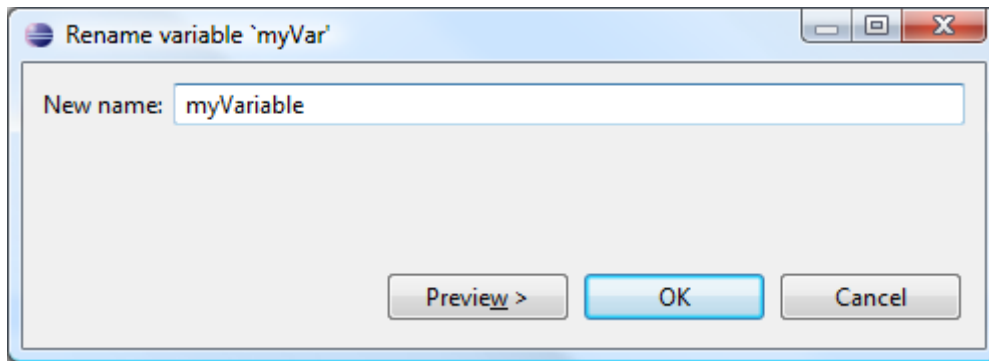 Rename variable `myVar'
New name: myVariable
Preview > OK Cancel